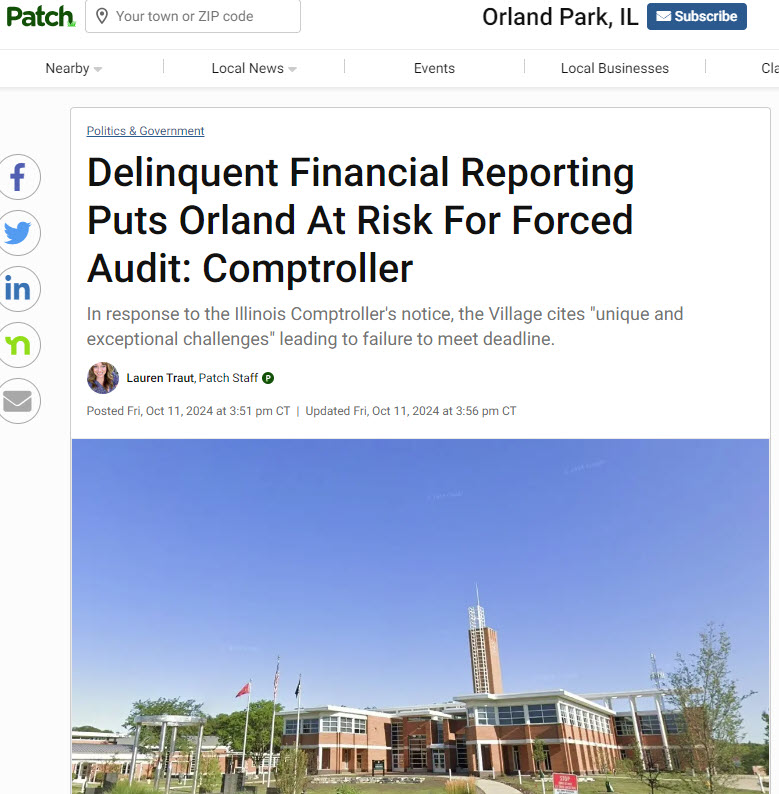 Patch
Your town or ZIP code
Orland Park, IL
Subscribe
Nearby
Local News
Events
Local Businesses
Politics & Government
Delinquent Financial Reporting
Puts Orland At Risk For Forced
Audit: Comptroller
In response to the Illinois Comptroller's notice, the Village cites "unique and
exceptional challenges" leading to failure to meet deadline.
Lauren Traut, Patch Staff P
Posted Fri, Oct 11, 2024 at 3:51 pm CT | Updated Fri, Oct 11, 2024 at 3:56 pm CT
f
in
n
STOP